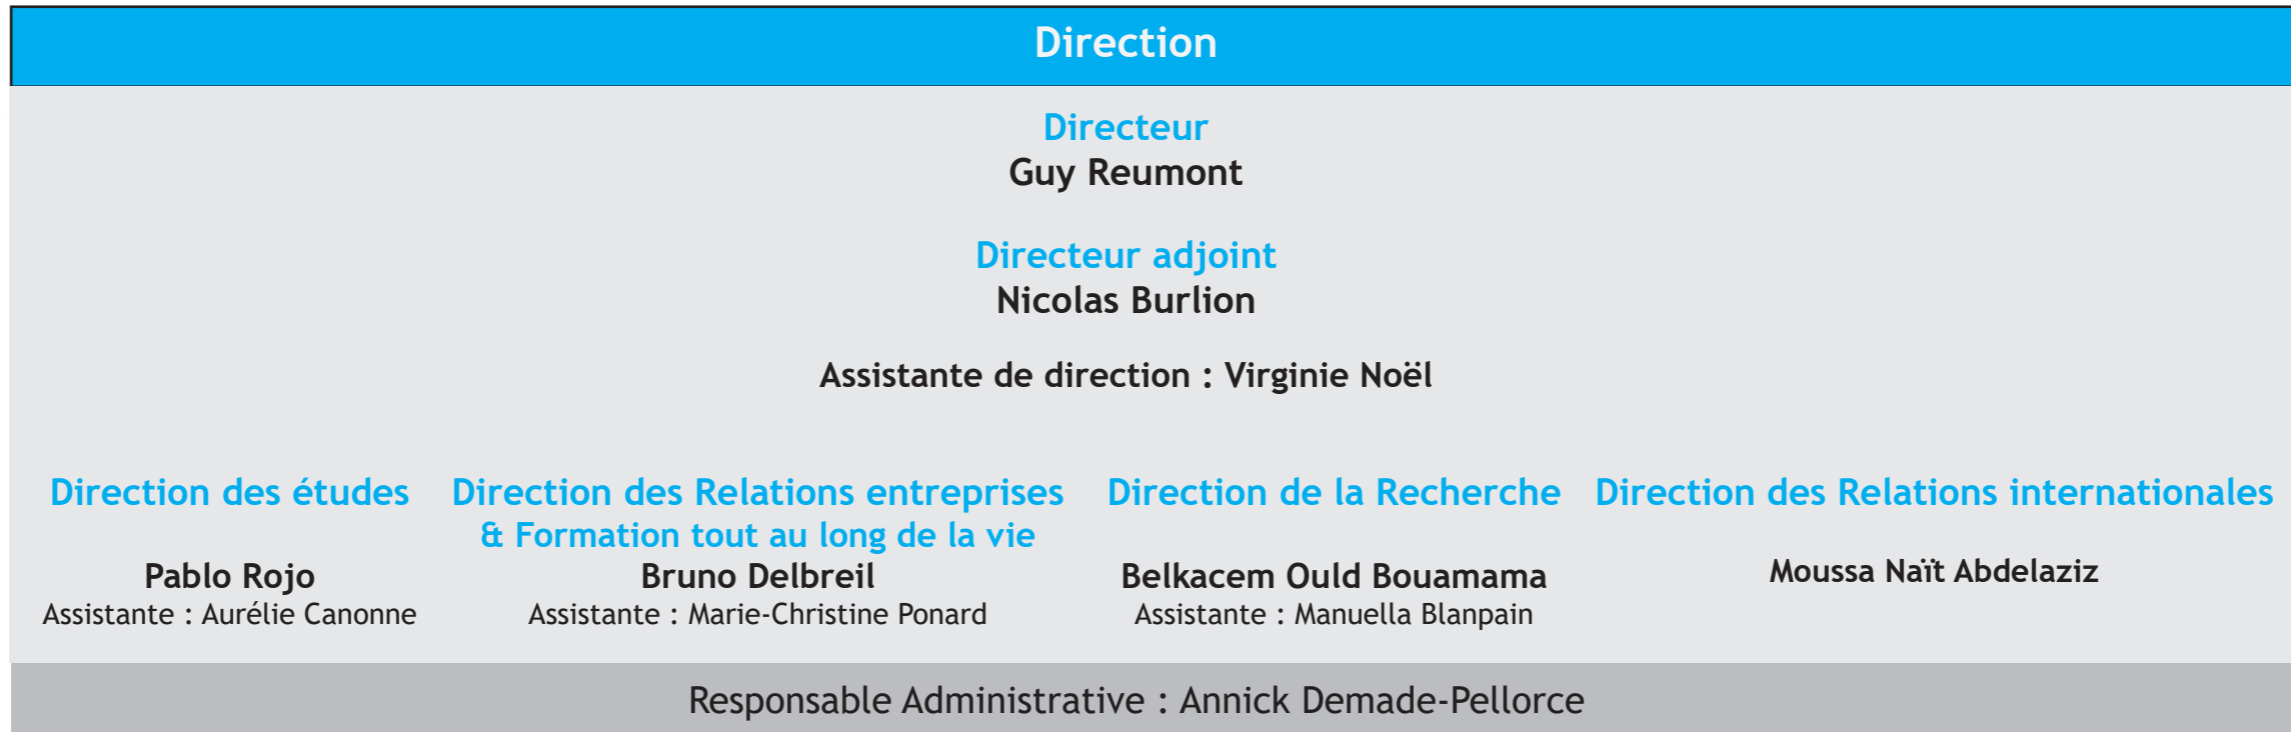 Direction
Directeur
Guy Reumont
Directeur adjoint
Nicolas Burlion
Assistante de direction : Virginie Noël
Direction des études
Pablo Rojo
Assistante : Aurélie Canonne
Direction des Relations entreprises
& Formation tout au long de la vie
Bruno Delbreil
Assistante : Marie-Christine Ponard
Direction de la Recherche
Belkacem Ould Bouamama
Assistante : Manuella Blanpain
Direction des Relations internationales
Moussa Naït Abdelaziz
Responsable Administrative : Annick Demade-Pellorce